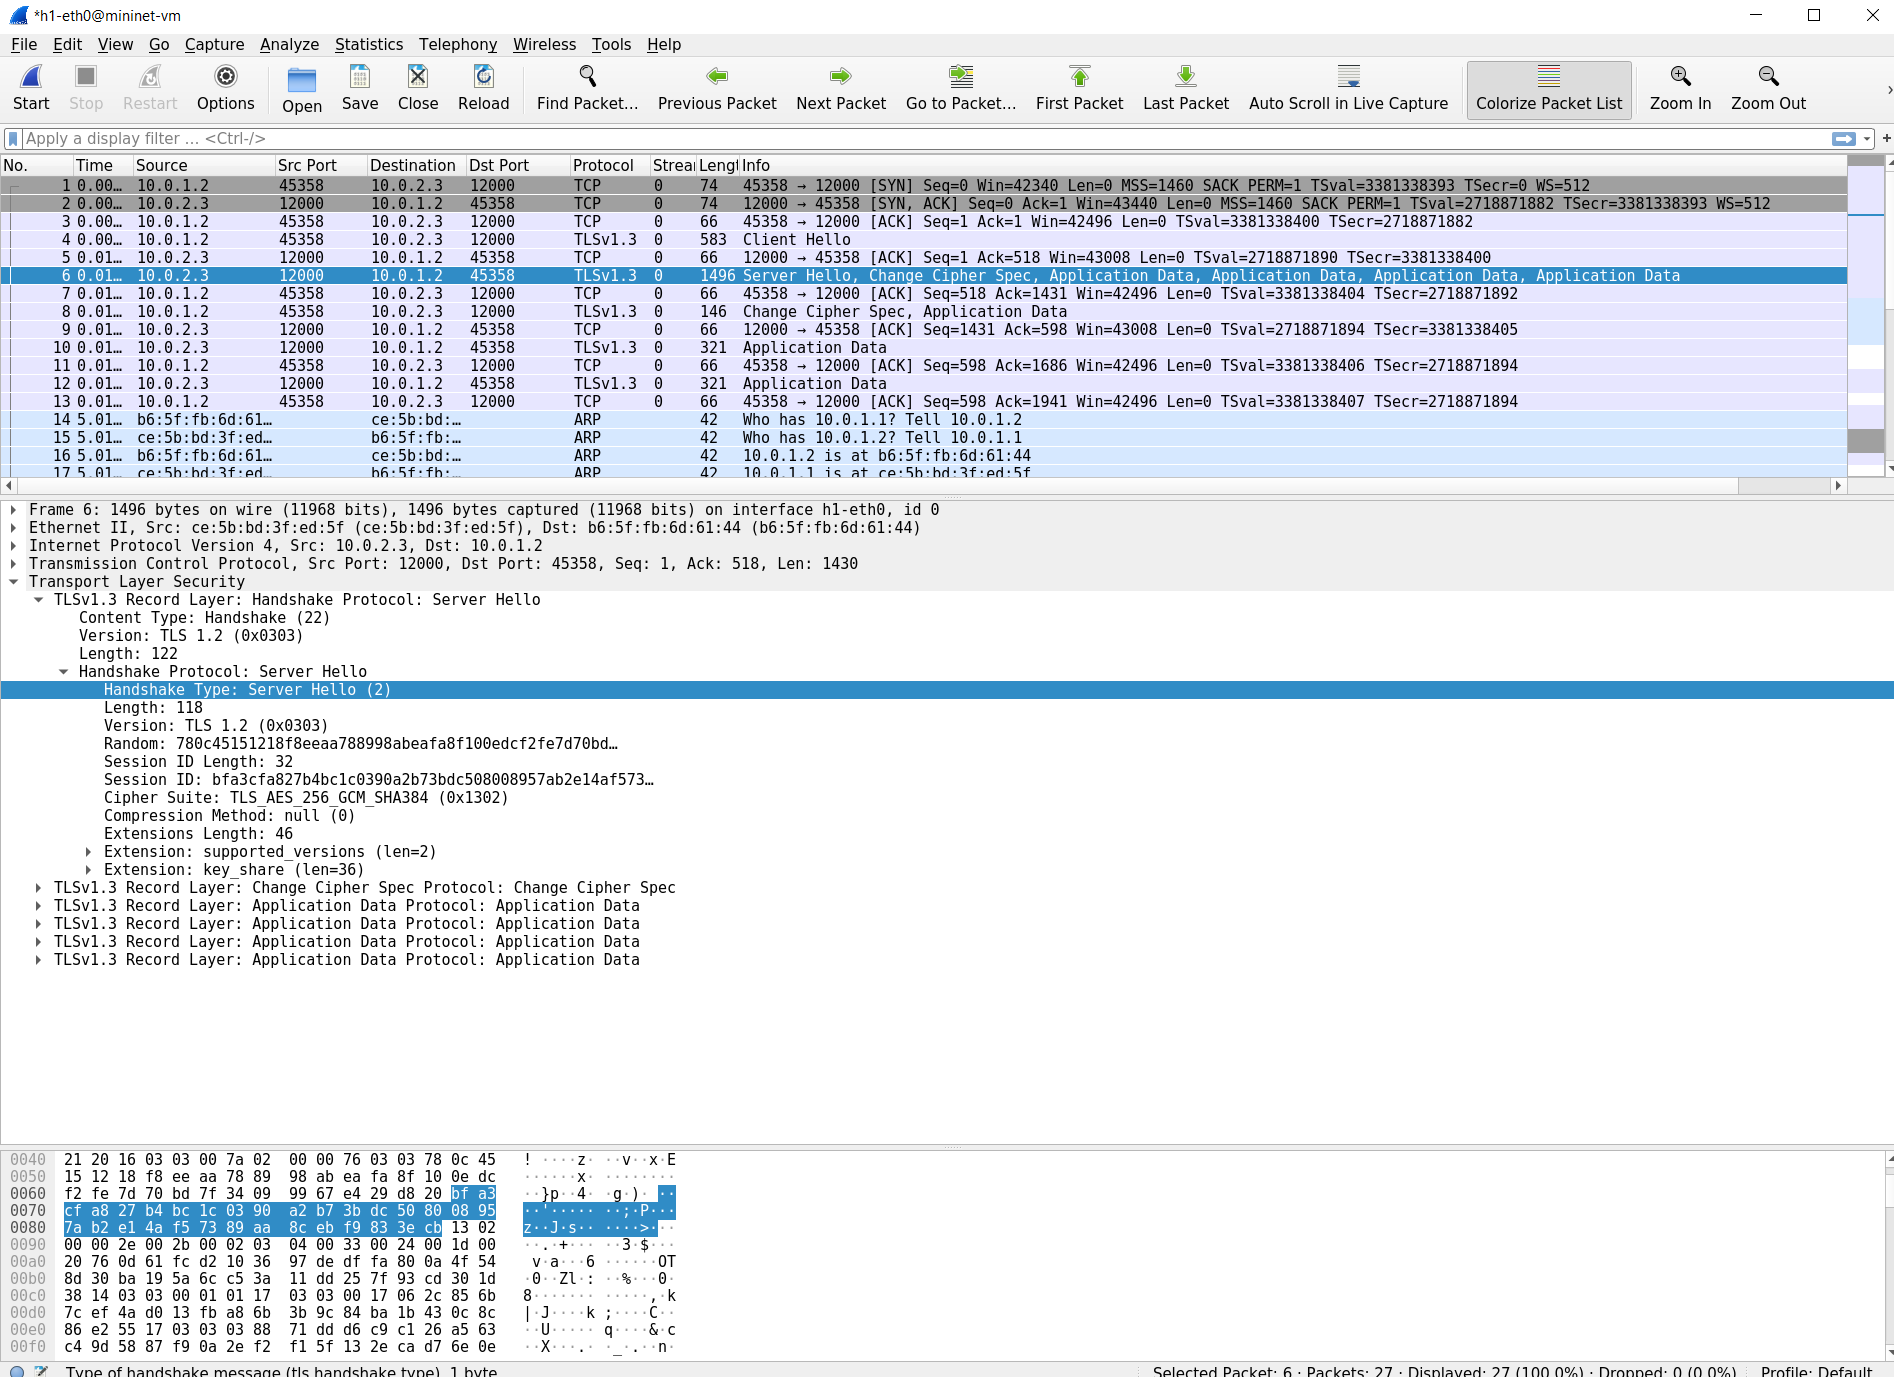 *h1-eth0@mininet-vm
File Edit View Go Capture Analyze Statistics Telephony Wireless Tools Help
Start Stop Restart Options Open Save Close Reload Find Packet... Previous Packet Next Packet Go to Packet... First Packet Last Packet Auto Scroll in Live Capture Colorize Packet List Zoom In Zoom Out
Apply a display filter ... <Ctrl-/>
No. Time Source Src Port Destination Dst Port Protocol Strea Lengt Info
1 0.00… 10.0.1.2 45358 10.0.2.3 12000 TCP 0 74 45358 → 12000 [SYN] Seq=0 Win=42340 Len=0 MSS=1460 SACK PERM=1 TSval=3381338393 TSecr=0 WS=512
2 0.00… 10.0.2.3 12000 10.0.1.2 45358 TCP 0 74 12000 → 45358 [SYN, ACK] Seq=0 Ack=1 Win=43440 Len=0 MSS=1460 SACK PERM=1 TSval=2718871882 TSecr=3381338393 WS=512
3 0.00… 10.0.1.2 45358 10.0.2.3 12000 TCP 0 66 45358 → 12000 [ACK] Seq=1 Ack=1 Win=42496 Len=0 TSval=3381338400 TSecr=2718871882
4 0.00… 10.0.1.2 45358 10.0.2.3 12000 TLSv1.3 0 583 Client Hello
5 0.01… 10.0.2.3 12000 10.0.1.2 45358 TCP 0 66 12000 → 45358 [ACK] Seq=1 Ack=518 Win=43008 Len=0 TSval=2718871890 TSecr=3381338400
6 0.01… 10.0.2.3 12000 10.0.1.2 45358 TLSv1.3 0 1496 Server Hello, Change Cipher Spec, Application Data, Application Data, Application Data, Application Data
7 0.01… 10.0.1.2 45358 10.0.2.3 12000 TCP 0 66 45358 → 12000 [ACK] Seq=518 Ack=1431 Win=42496 Len=0 TSval=3381338404 TSecr=2718871892
8 0.01… 10.0.1.2 45358 10.0.2.3 12000 TLSv1.3 0 146 Change Cipher Spec, Application Data
9 0.01… 10.0.2.3 12000 10.0.1.2 45358 TCP 0 66 12000 → 45358 [ACK] Seq=1431 Ack=598 Win=43008 Len=0 TSval=2718871894 TSecr=3381338405
10 0.01… 10.0.2.3 12000 10.0.1.2 45358 TLSv1.3 0 321 Application Data
11 0.01… 10.0.1.2 45358 10.0.2.3 12000 TCP 0 66 45358 → 12000 [ACK] Seq=598 Ack=1686 Win=42496 Len=0 TSval=3381338406 TSecr=2718871894
12 0.01… 10.0.2.3 12000 10.0.1.2 45358 TLSv1.3 0 321 Application Data
13 0.01… 10.0.1.2 45358 10.0.2.3 12000 TCP 0 66 45358 → 12000 [ACK] Seq=598 Ack=1941 Win=42496 Len=0 TSval=3381338407 TSecr=2718871894
14 5.01… b6:5f:fb:6d:61… ce:5b:bd:… ARP 42 Who has 10.0.1.1? Tell 10.0.1.2
15 5.01… ce:5b:bd:3f:ed… b6:5f:fb:… ARP 42 Who has 10.0.1.2? Tell 10.0.1.1
16 5.01… b6:5f:fb:6d:61… ce:5b:bd:… ARP 42 10.0.1.2 is at b6:5f:fb:6d:61:44
17 5.01… ce:5b:bd:3f:ed… b6:5f:fb:… ARP 42 10.0.1.1 is at ce:5b:bd:3f:ed:5f
Frame 6: 1496 bytes on wire (11968 bits), 1496 bytes captured (11968 bits) on interface h1-eth0, id 0
Ethernet II, Src: ce:5b:bd:3f:ed:5f (ce:5b:bd:3f:ed:5f), Dst: b6:5f:fb:6d:61:44 (b6:5f:fb:6d:61:44)
Internet Protocol Version 4, Src: 10.0.2.3, Dst: 10.0.1.2
Transmission Control Protocol, Src Port: 12000, Dst Port: 45358, Seq: 1, Ack: 518, Len: 1430
Transport Layer Security
TLSv1.3 Record Layer: Handshake Protocol: Server Hello
Content Type: Handshake (22)
Version: TLS 1.2 (0x0303)
Length: 122
Handshake Protocol: Server Hello
Handshake Type: Server Hello (2)
Length: 118
Version: TLS 1.2 (0x0303)
Random: 780c45151218f8eeaa788998abeafa8f100edcf2fe7d70bd…
Session ID Length: 32
Session ID: bfa3cfa827b4bc1c0390a2b73bdc508008957ab2e14af573…
Cipher Suite: TLS_AES_256_GCM_SHA384 (0x1302)
Compression Method: null (0)
Extensions Length: 46
Extension: supported_versions (len=2)
Extension: key_share (len=36)
TLSv1.3 Record Layer: Change Cipher Spec Protocol: Change Cipher Spec
TLSv1.3 Record Layer: Application Data Protocol: Application Data
TLSv1.3 Record Layer: Application Data Protocol: Application Data
TLSv1.3 Record Layer: Application Data Protocol: Application Data
TLSv1.3 Record Layer: Application Data Protocol: Application Data
0040 21 20 16 03 03 00 7a 02 00 00 76 03 03 78 0c 45 ! ····z· ··v··x·E
0050 15 12 18 f8 ee aa 78 89 98 ab ea fa 8f 10 0e dc ······x· ········
0060 f2 fe 7d 70 bd 7f 34 09 99 67 e4 29 d8 20 bf a3 ··}p··4· ·g·)· ··
0070 cf a8 27 b4 bc 1c 03 90 a2 b7 3b dc 50 80 08 95 ··'····· ··;·P···
0080 7a b2 e1 4a f5 73 89 aa 8c eb f9 83 3e cb 13 02 z··J·s·· ····>···
0090 00 00 2e 00 2b 00 02 03 04 00 33 00 24 00 1d 00 ··.·+··· ··3·$···
00a0 20 76 0d 61 fc d2 10 36 97 de df fa 80 0a 4f 54 v·a···6 ······OT
00b0 8d 30 ba 19 5a 6c c5 3a 11 dd 25 7f 93 cd 30 1d ·0··Zl·: ··%···0·
00c0 38 14 03 03 00 01 01 17 03 03 00 17 06 2c 85 6b 8······· ·····,·k
00d0 7c ef 4a d0 13 fb a8 6b 3b 9c 84 ba 1b 43 0c 8c |·J····k ;····C··
00e0 86 e2 55 17 03 03 03 88 71 dd d6 c9 c1 26 a5 63 ··U····· q····&·c
00f0 c4 9d 58 87 f9 0a 2e f2 f1 5f 13 2e ca d7 6e 0e ··X···.· ·_·.··n·
Type of handshake message (tls.handshake.type), 1 byte Selected Packet: 6 · Packets: 27 · Displayed: 27 (100.0%) · Dropped: 0 (0.0%) Profile: Default